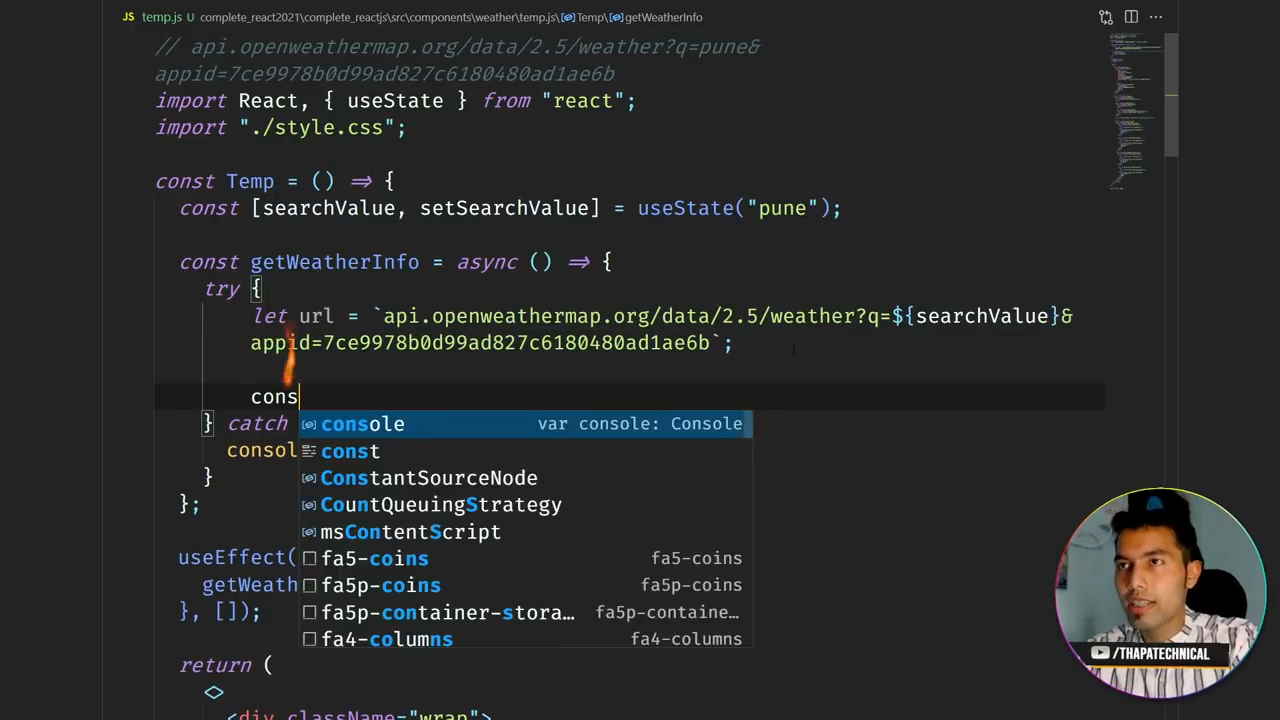 JS temp.js complete_react2021\complete_reactjs\src\components\weather\temp.js\Temp\getWeatherInfo
// api.openweathermap.org/data/2.5/weather?q=pune&
appid=7ce9978b0d99ad827c6180480ad1ae6b
import React, { useState } from "react";
import "./style.css";
const Temp = () => {
const [searchValue, setSearchValue] = useState("pune");
const getWeatherInfo = async () => {
try {
let url = `api.openweathermap.org/data/2.5/weather?q=${searchValue}&
appid=7ce9978b0d99ad827c6180480ad1ae6b`;
cons
} catch
console var console: Console
consol
const
}
ConstantSourceNode
};
CountQueuingStrategy
msContentScript
useEffect(
fa5-coins fa5-coins
getWeath
fa5p-coins fa5p-coins
}, []);
fa5p-container-stora... fa5p-containe...
fa4-columns fa4-columns
return (
<>
<div className="wrap">
/THAPATECHNICAL